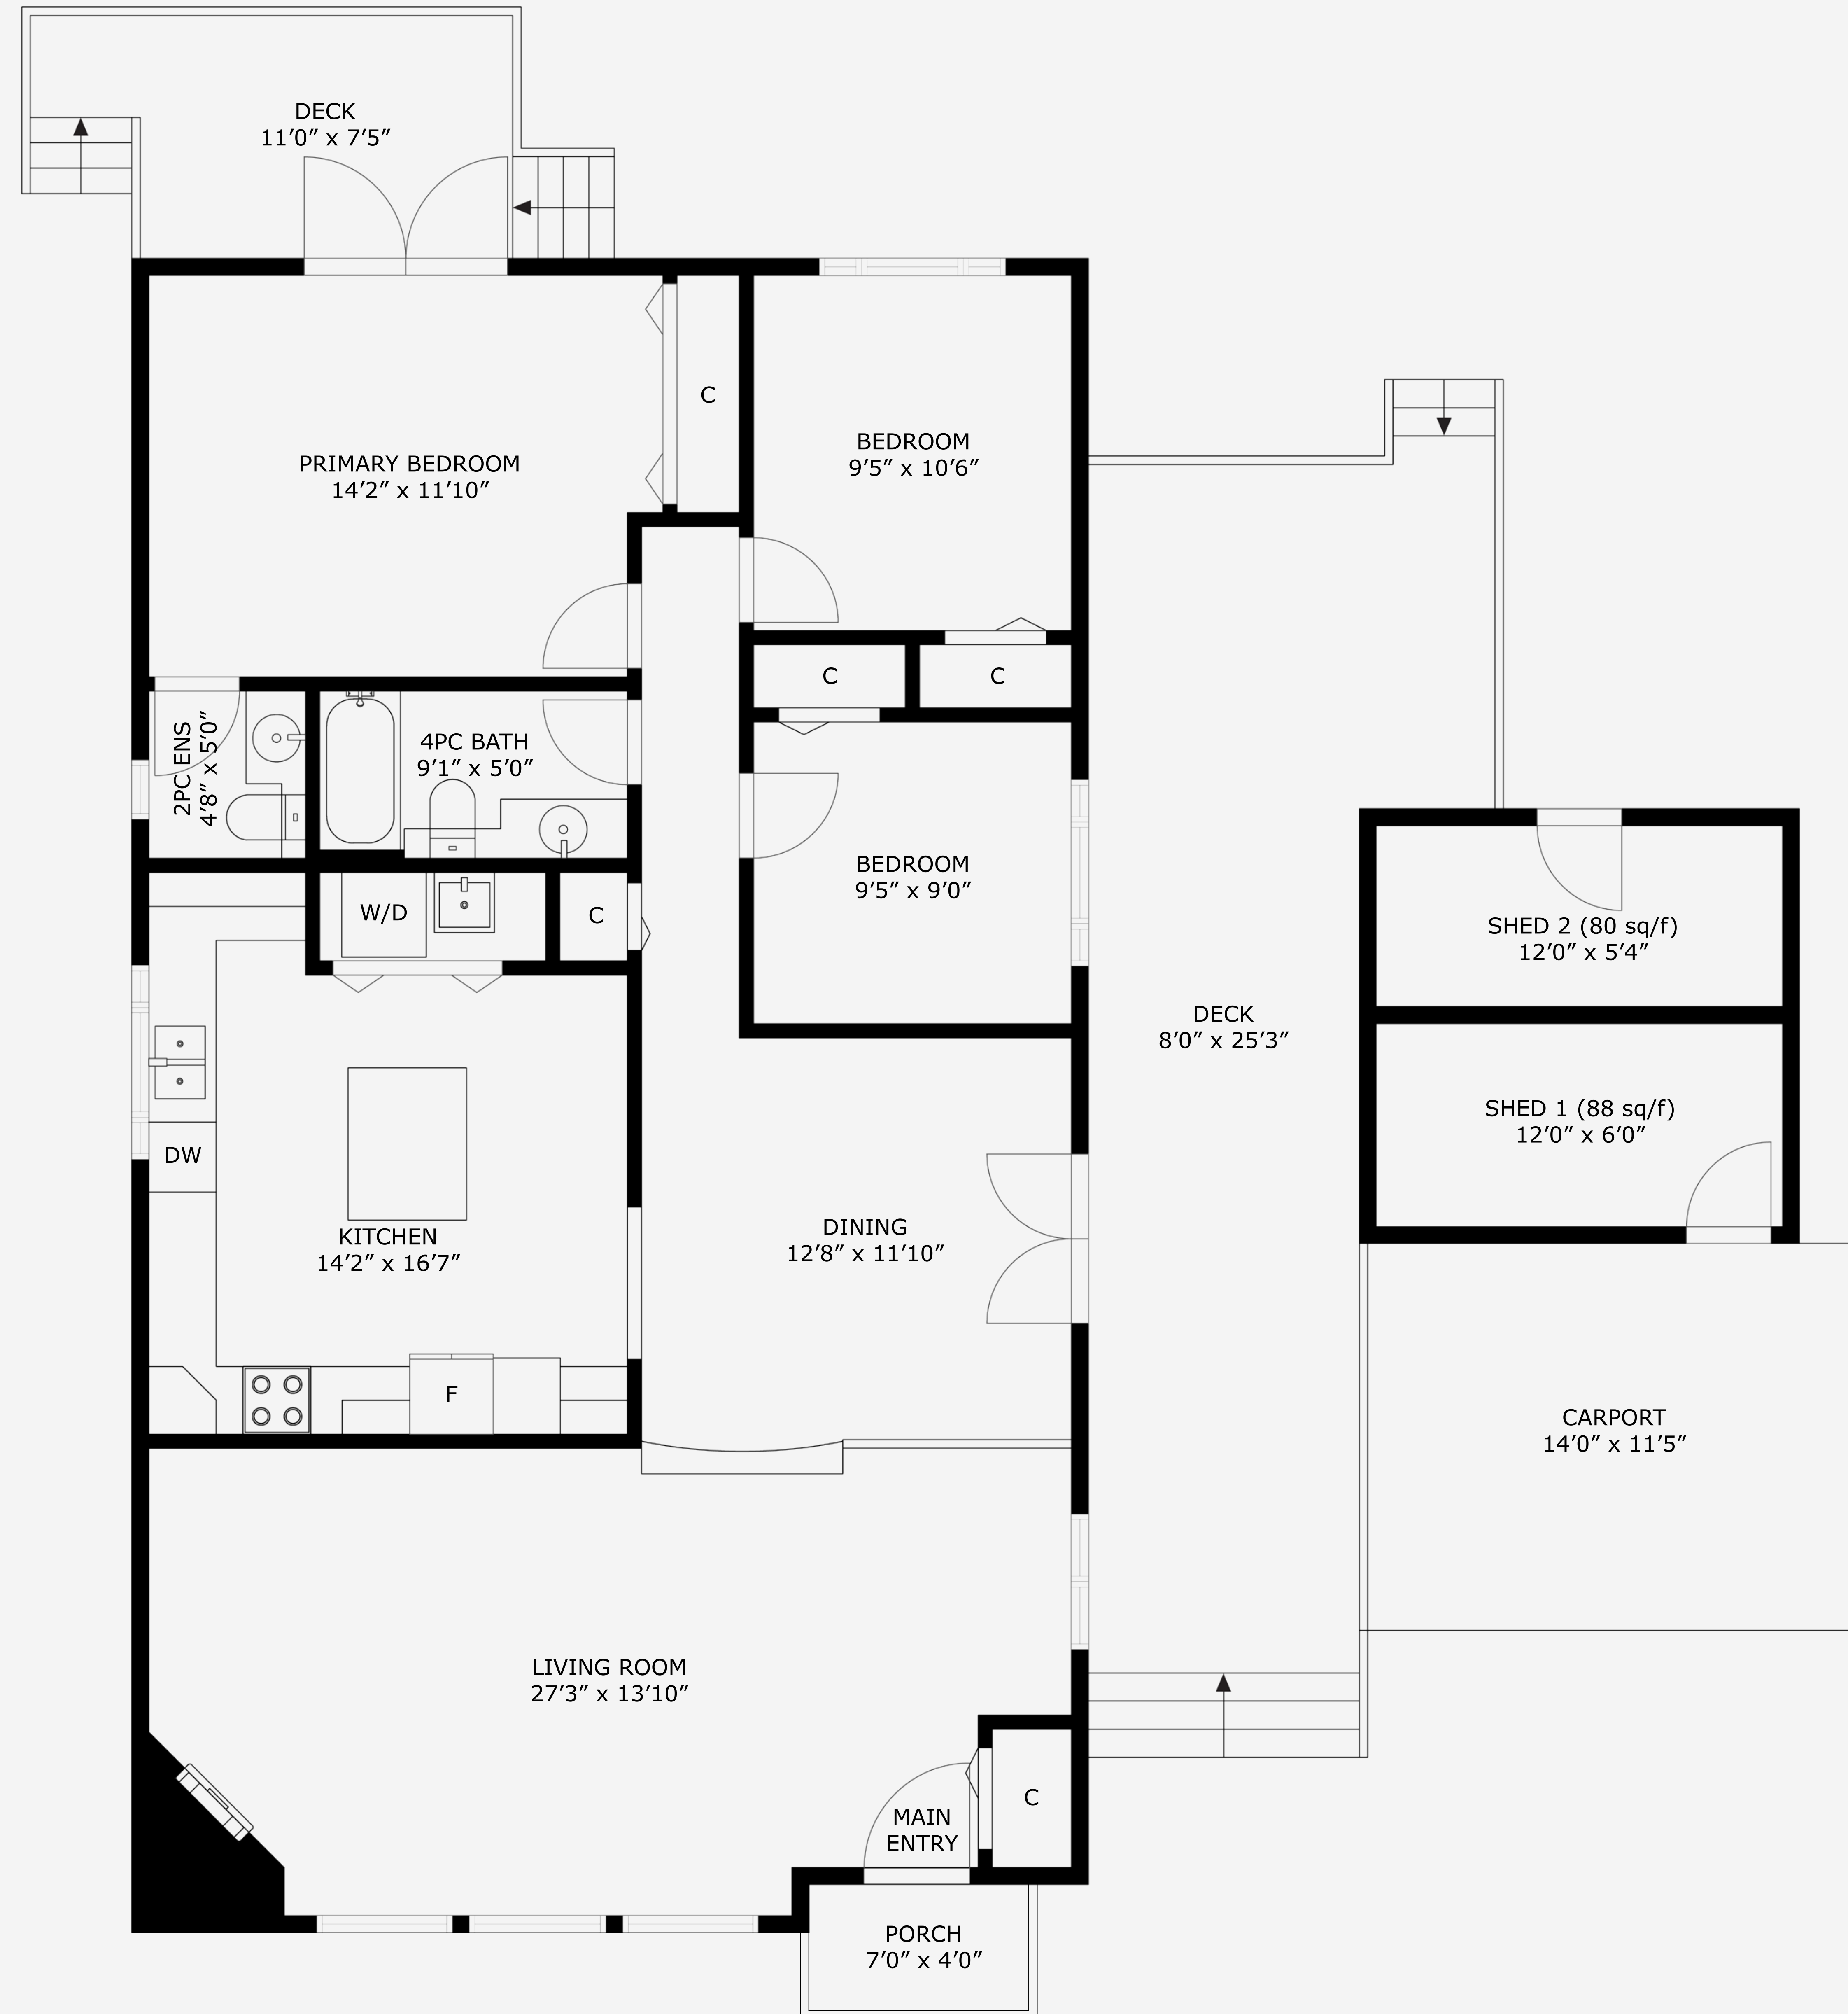 DECK
11’0” x 7’5”
PRIMARY BEDROOM
14’2” x 11’10”
C
BEDROOM
9’5” x 10’6”
C
C
2PC ENS
4’8” x 5’0”
4PC BATH
9’1” x 5’0”
BEDROOM
9’5” x 9’0”
W/D
C
SHED 2 (80 sq/f)
12’0” x 5’4”
DECK
8’0” x 25’3”
SHED 1 (88 sq/f)
12’0” x 6’0”
DW
KITCHEN
14’2” x 16’7”
DINING
12’8” x 11’10”
F
CARPORT
14’0” x 11’5”
LIVING ROOM
27’3” x 13’10”
C
MAIN
ENTRY
PORCH
7’0” x 4’0”